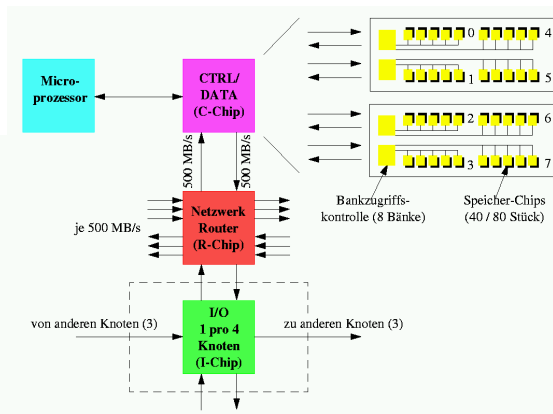 0
4
Micro-
prozessor
CTRL/
DATA
(C-Chip)
1
5
2
6
3
7
500 MB/s
500 MB/s
Bankzugriffs-
kontrolle (8 Bänke)
Speicher-Chips
(40 / 80 Stück)
Netzwerk
Router
(R-Chip)
je 500 MB/s
I/O
1 pro 4
Knoten
(I-Chip)
von anderen Knoten (3)
zu anderen Knoten (3)